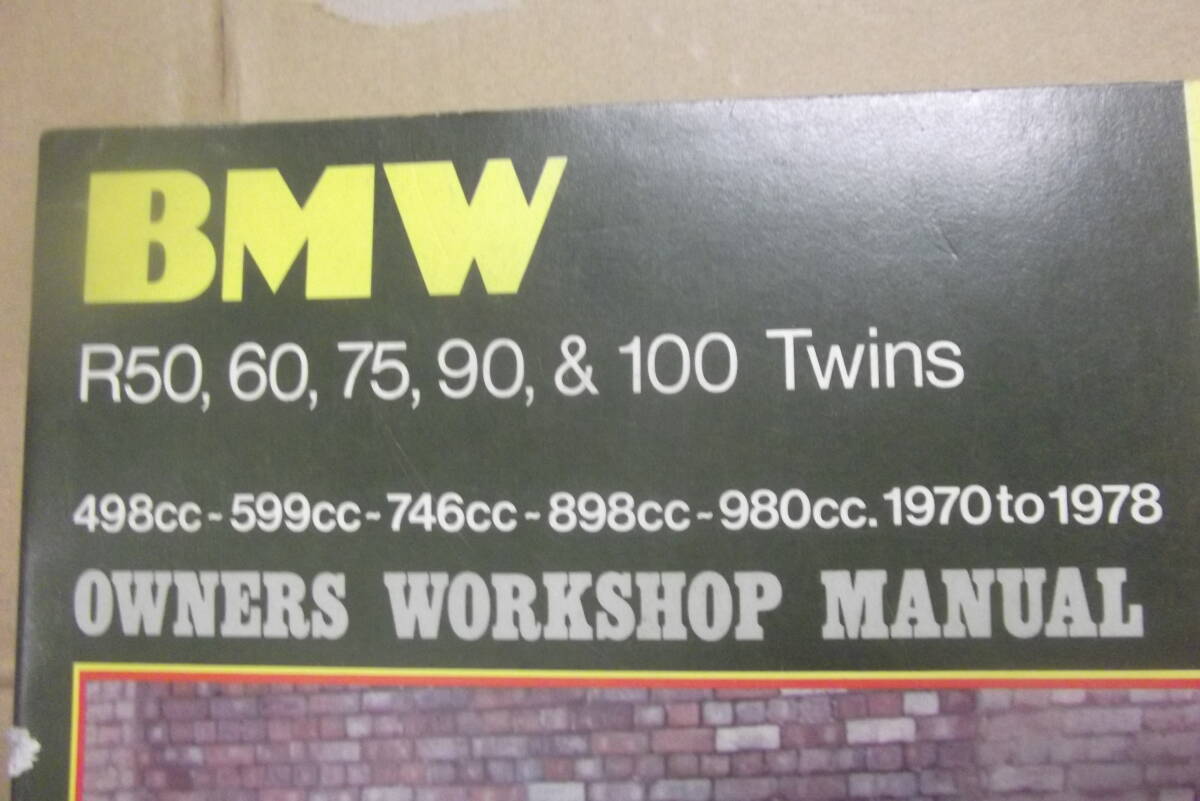 BMW
R50, 60, 75, 90, & 100 Twins
498cc ~ 599cc ~ 746cc ~ 898cc ~ 980cc. 1970 to 1978
OWNERS WORKSHOP MANUAL